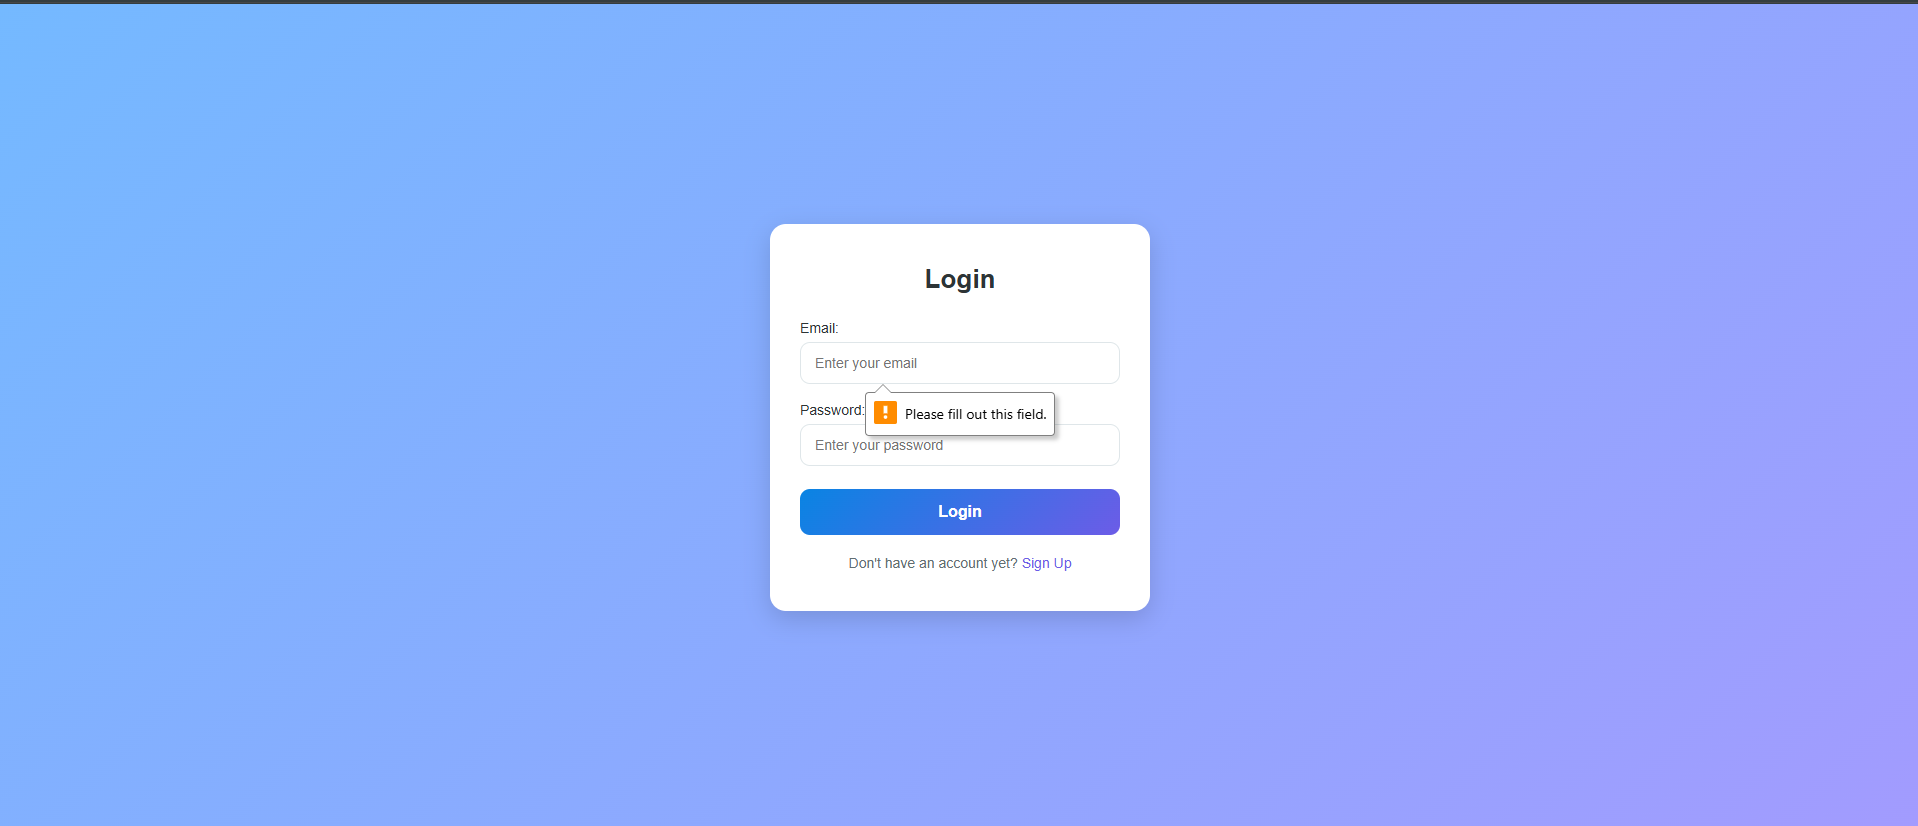 Login
Email:
Enter your email
Password:
Please fill out this field.
Enter your password
Login
Don't have an account yet? Sign Up